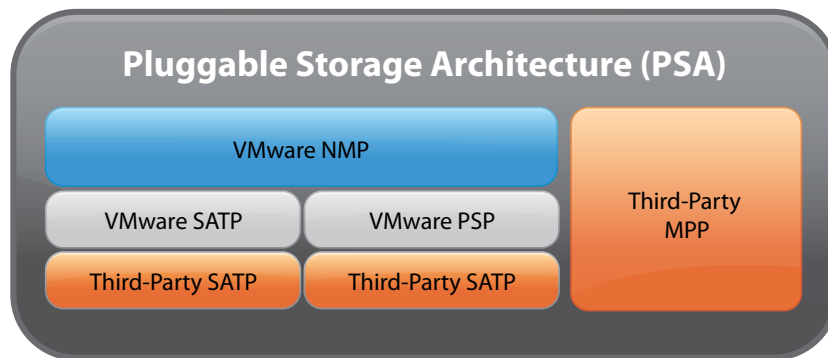 Pluggable Storage Architecture (PSA)
VMware NMP
VMware SATP
VMware PSP
Third-Party SATP
Third-Party SATP
Third-Party
MPP